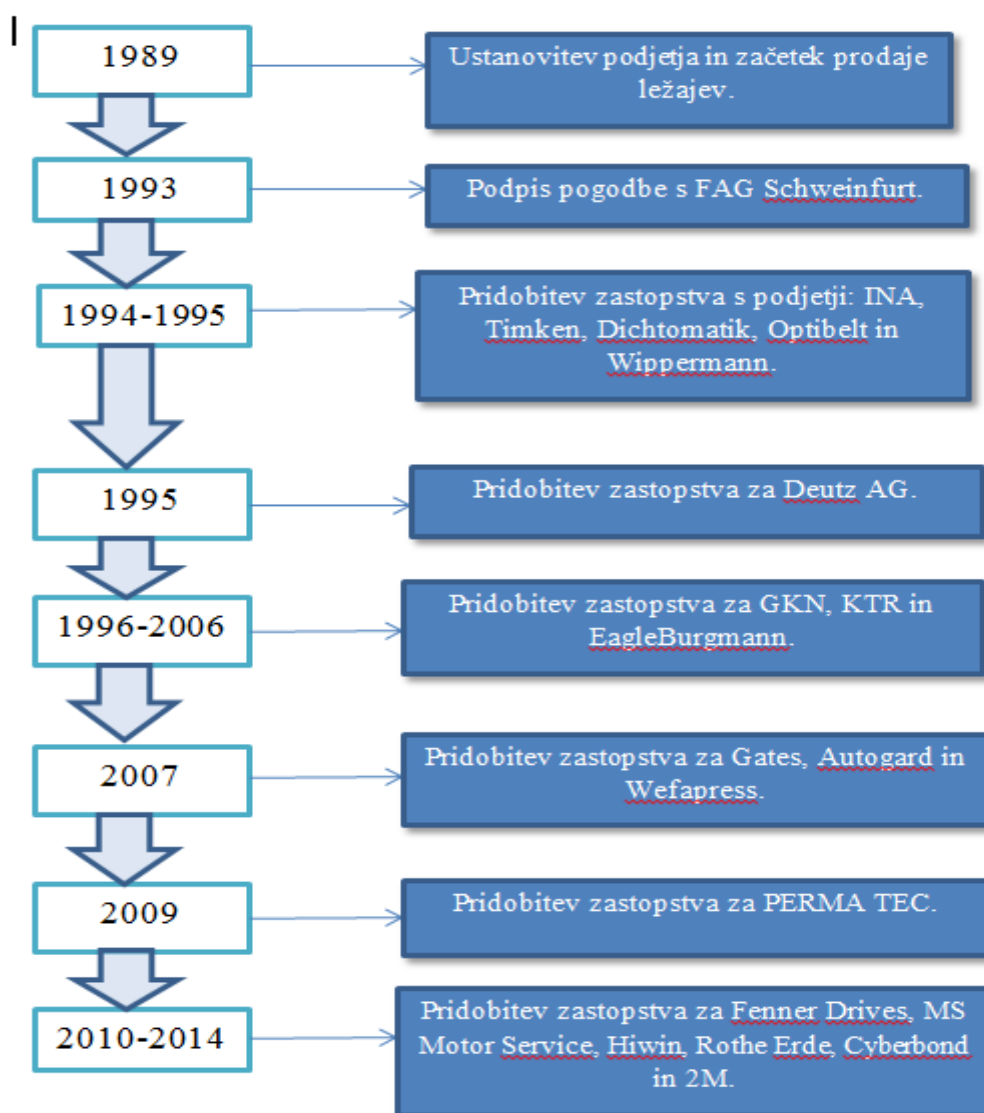 1989
Ustanovitev podjetja in začetek prodaje
ležajev.
1993
Podpis pogodbe s FAG Schweinfurt.
1994-1995
Pridobitev zastopstva s podjetji: INA,
Timken, Dichtomatik, Optibelt in
Wippermann.
1995
Pridobitev zastopstva za Deutz AG.
1996-2006
Pridobitev zastopstva za GKN, KTR in
EagleBurgmann.
2007
Pridobitev zastopstva za Gates, Autogard in
Wefapress.
2009
Pridobitev zastopstva za PERMA TEC.
2010-2014
Pridobitev zastopstva za Fenner Drives, MS
Motor Service, Hiwin, Rothe Erde, Cyberbond
in 2M.